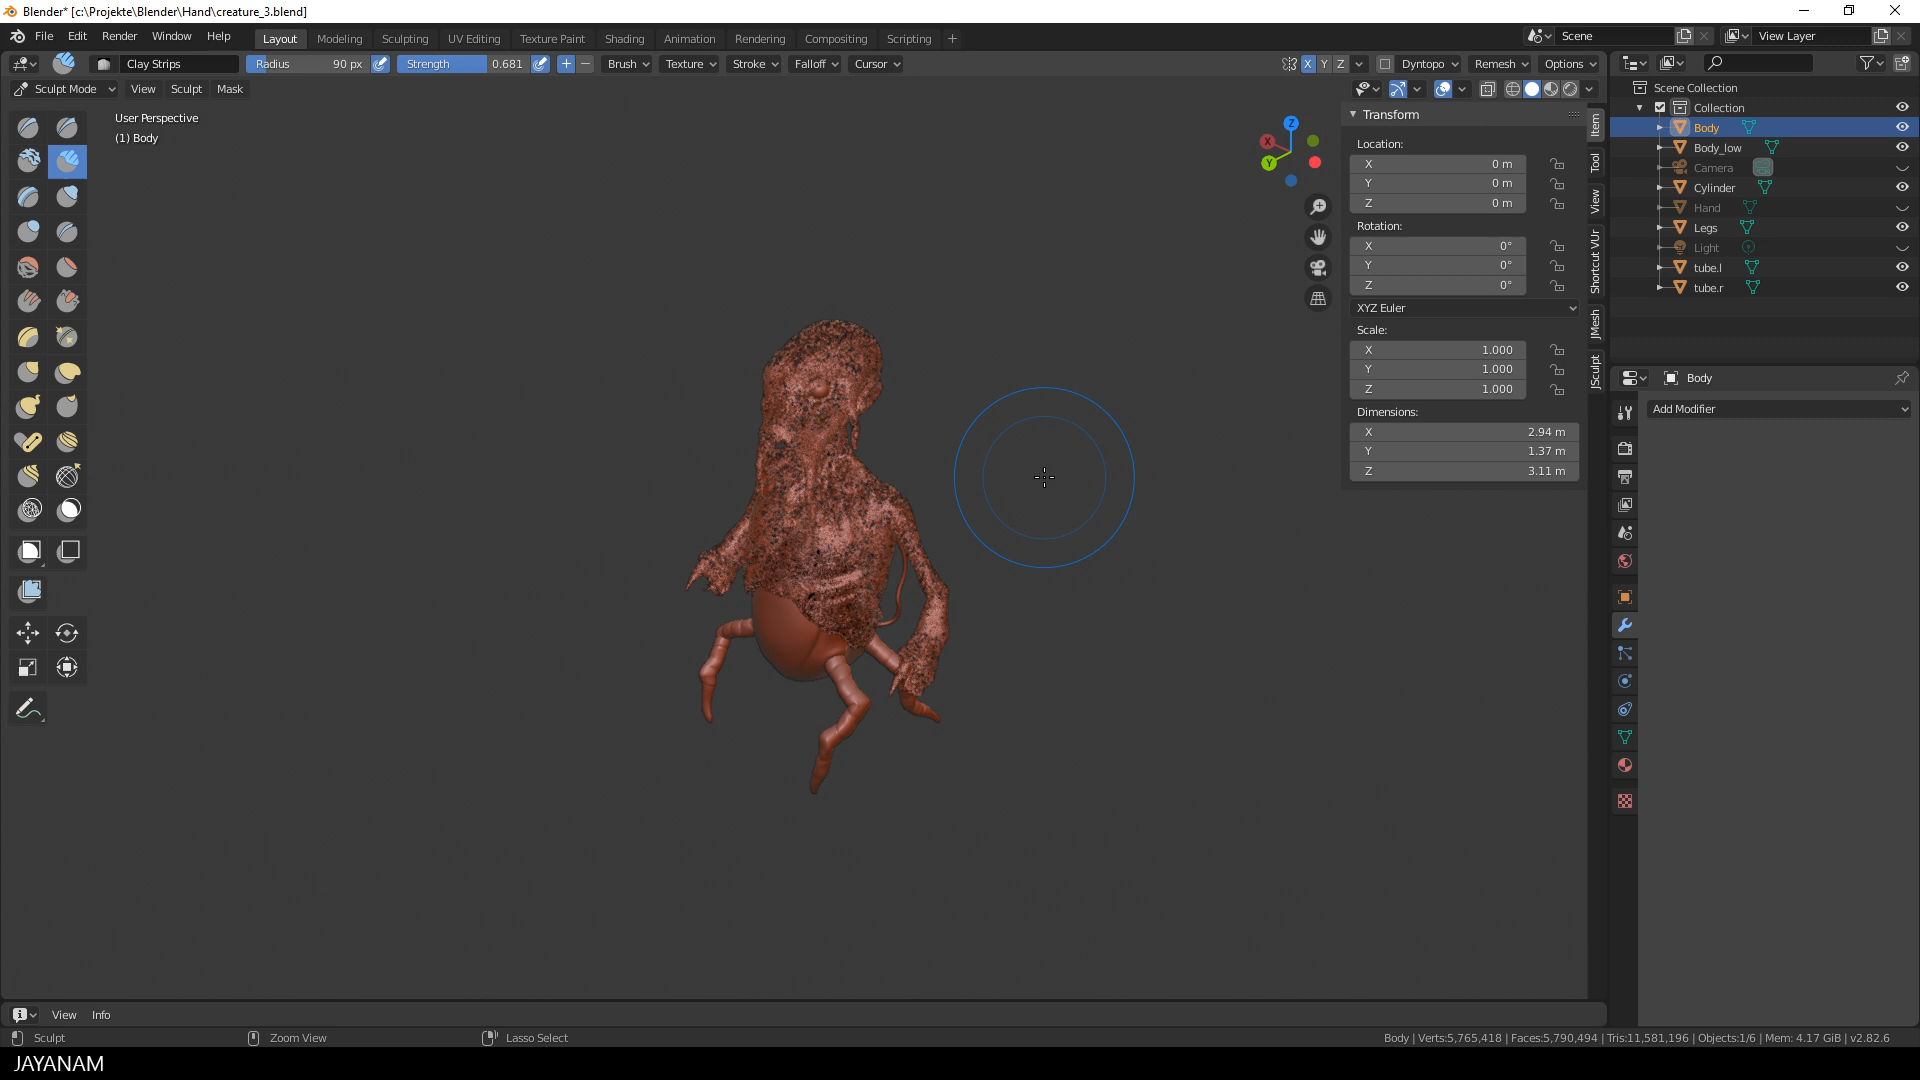 Blender* [c:\Projekte\Blender\Hand\creature_3.blend]
File Edit Render Window Help
Layout Modeling Sculpting UV Editing Texture Paint Shading Animation Rendering Compositing Scripting +
Scene
View Layer
Clay Strips
Radius 90 px
Strength 0.681
Brush Texture Stroke Falloff Cursor
X Y Z
Dyntopo Remesh Options
Sculpt Mode View Sculpt Mask
User Perspective
(1) Body
Z
X
Y
Transform
Location:
X 0 m
Y 0 m
Z 0 m
Rotation:
X 0°
Y 0°
Z 0°
XYZ Euler
Scale:
X 1.000
Y 1.000
Z 1.000
Dimensions:
X 2.94 m
Y 1.37 m
Z 3.11 m
Item
Tool
View
Shortcut VUr
JMesh
JSculpt
Scene Collection
Collection
Body
Body_low
Camera
Cylinder
Hand
Legs
Light
tube.l
tube.r
Body
Add Modifier
View Info
Sculpt
Zoom View
Lasso Select
Body | Verts:5,765,418 | Faces:5,790,494 | Tris:11,581,196 | Objects:1/6 | Mem: 4.17 GiB | v2.82.6
JAYANAM